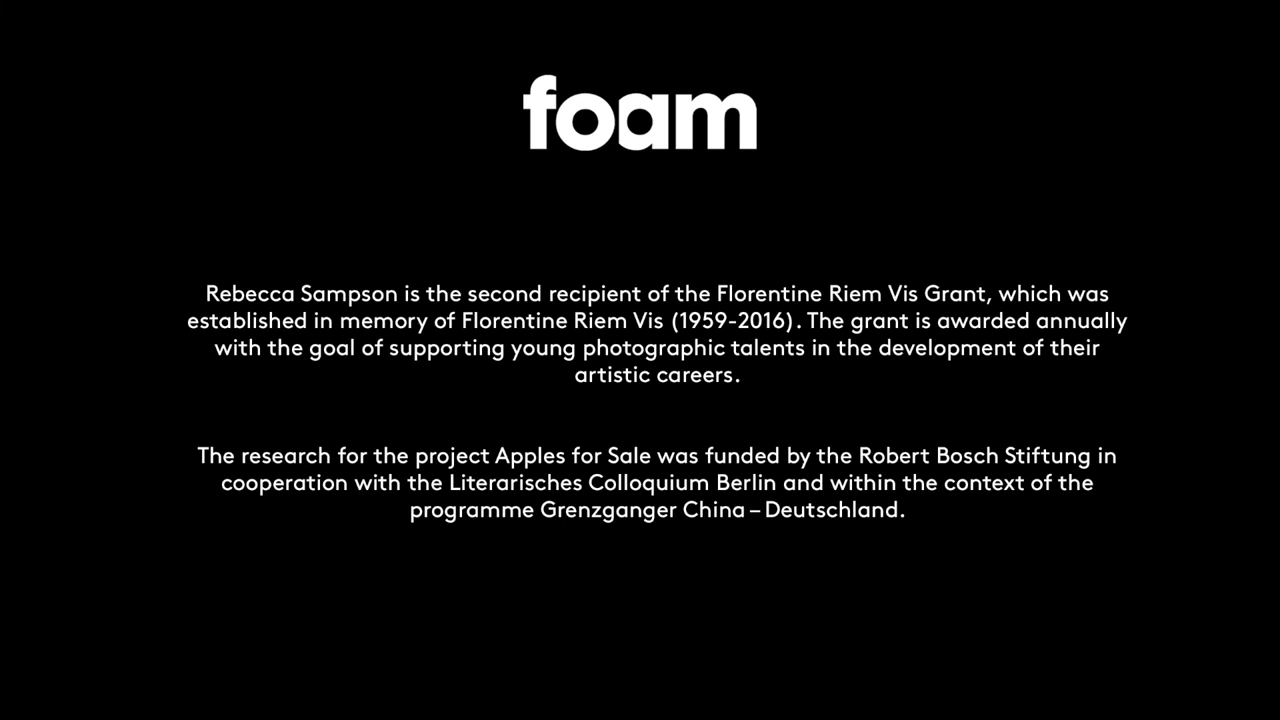 foam
Rebecca Sampson is the second recipient of the Florentine Riem Vis Grant, which was
established in memory of Florentine Riem Vis (1959-2016). The grant is awarded annually
with the goal of supporting young photographic talents in the development of their
artistic careers.
The research for the project Apples for Sale was funded by the Robert Bosch Stiftung in
cooperation with the Literarisches Colloquium Berlin and within the context of the
programme Grenzganger China – Deutschland.